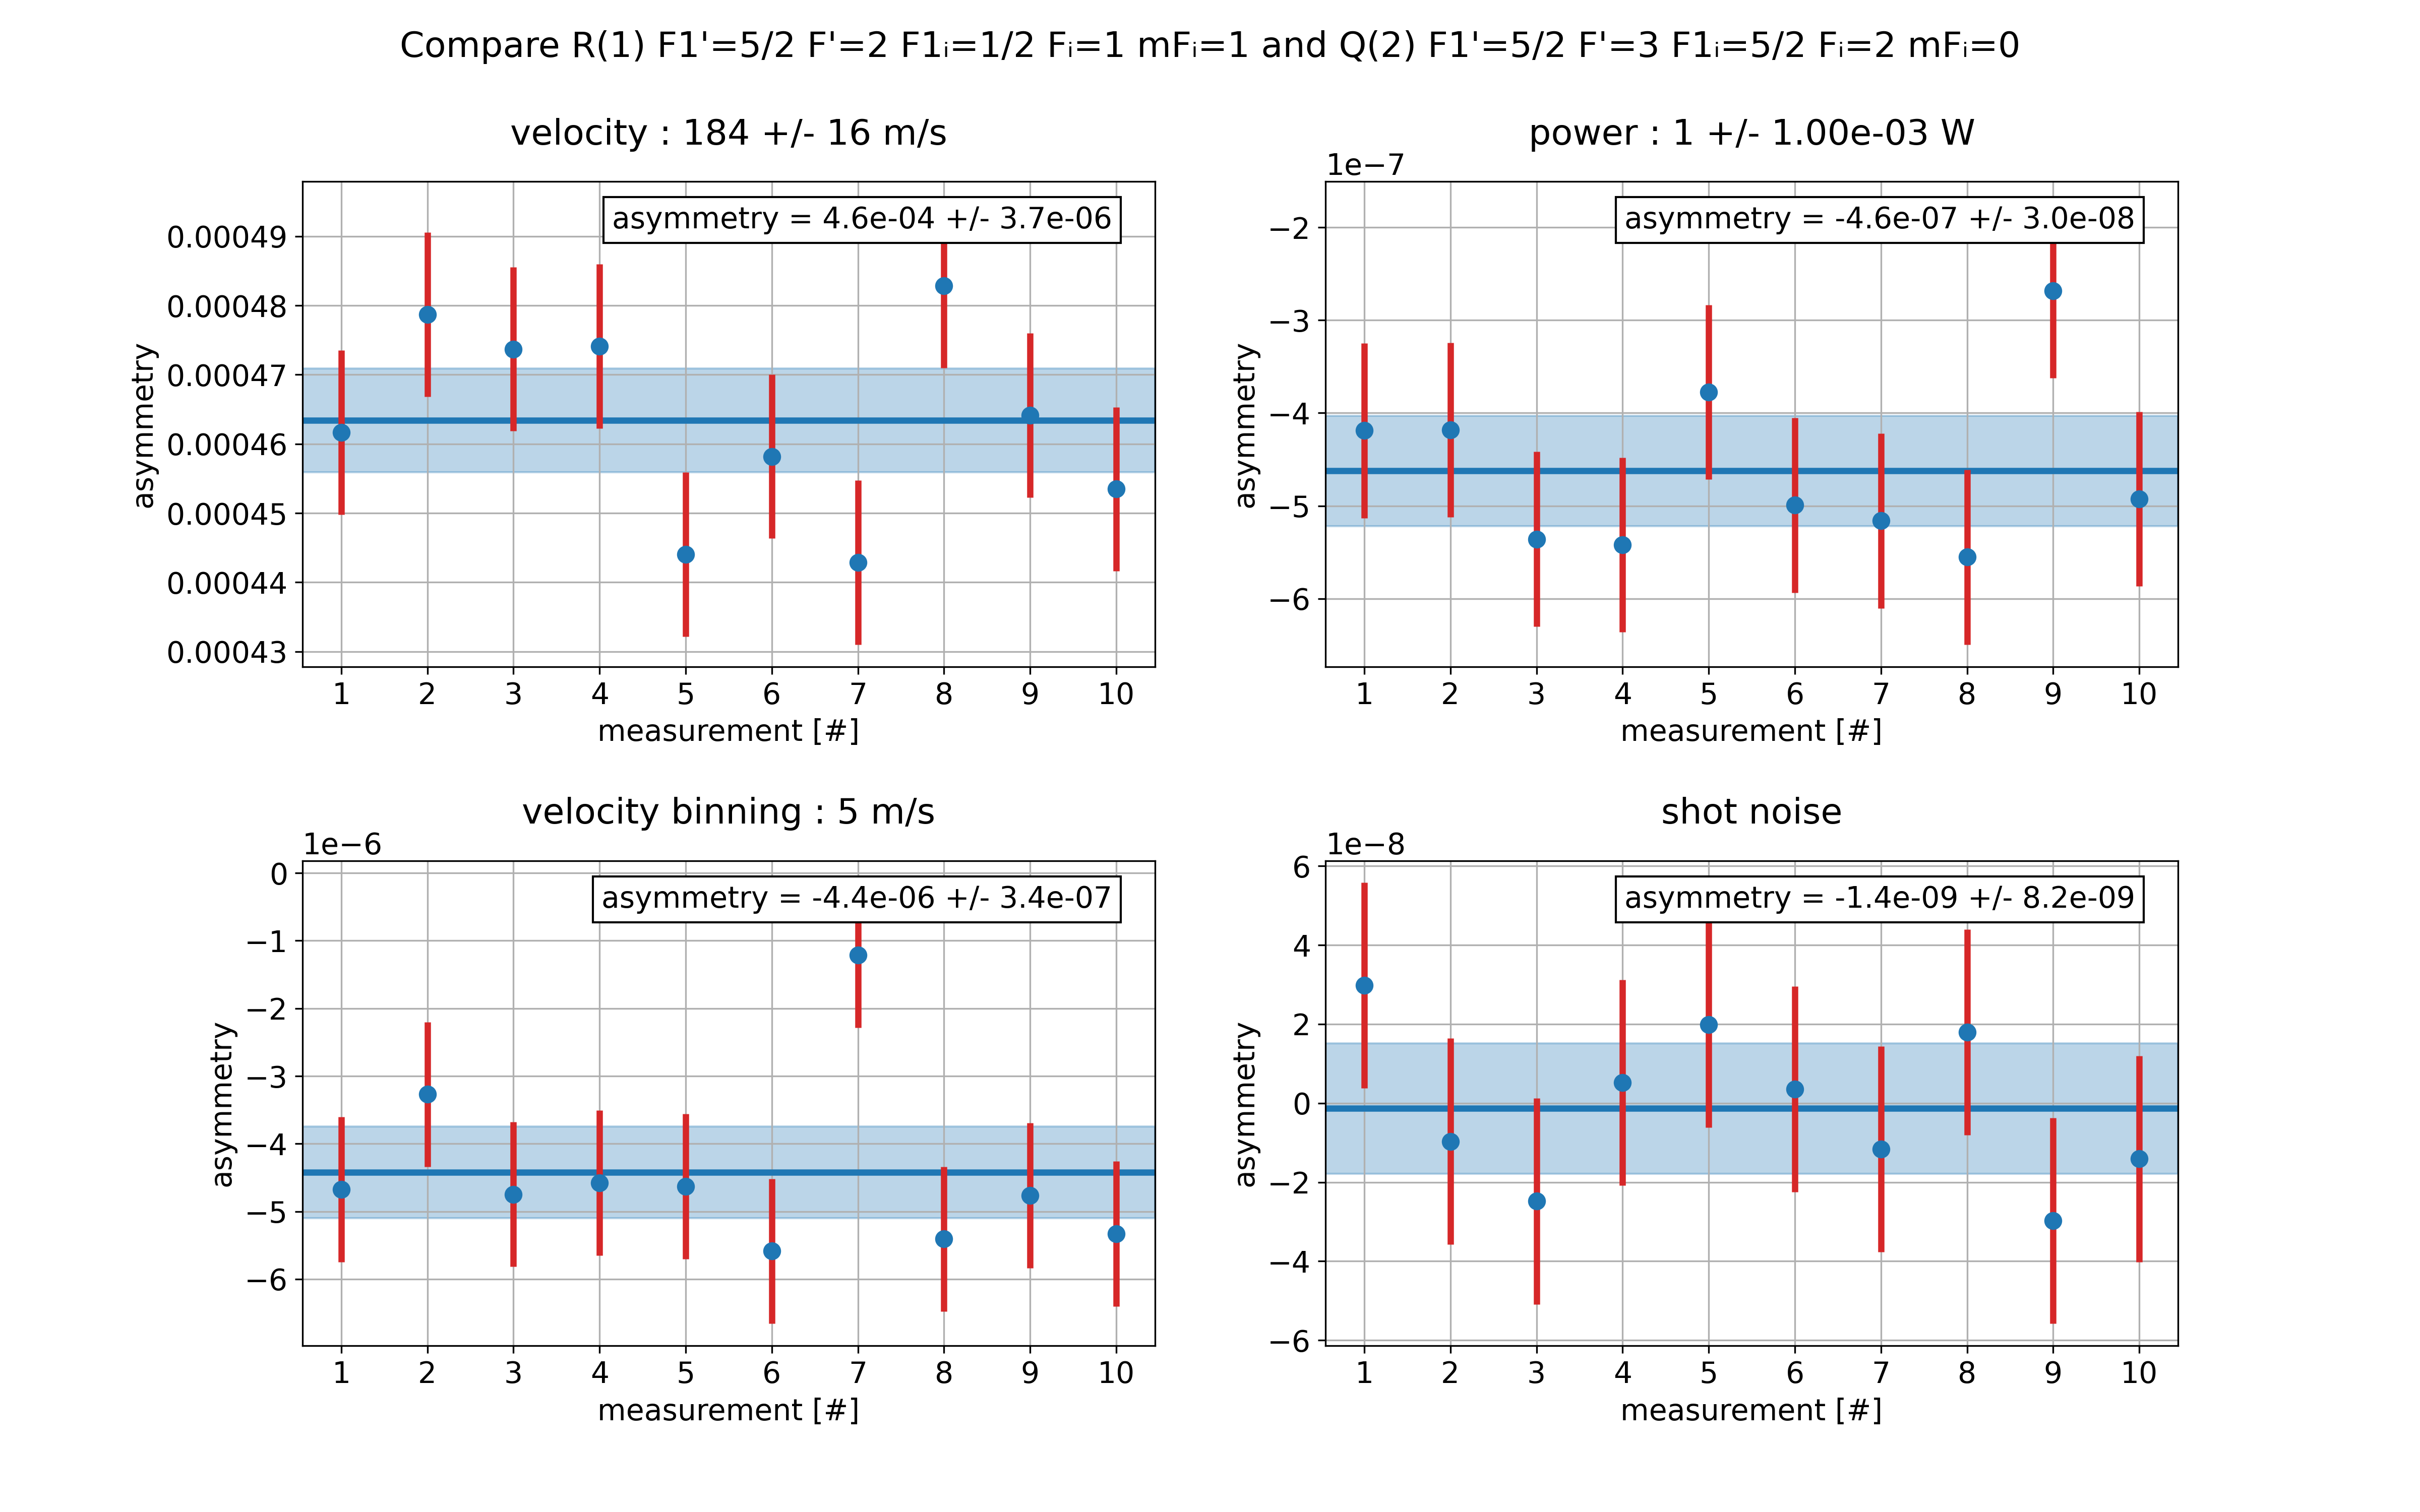 Compare R(1) F1'=5/2 F'=2 F1ᵢ=1/2 Fᵢ=1 mFᵢ=1 and Q(2) F1'=5/2 F'=3 F1ᵢ=5/2 Fᵢ=2 mFᵢ=0
velocity : 184 +/- 16 m/s
asymmetry = 4.6e-04 +/- 3.7e-06
0.00049
0.00048
0.00047
0.00046
0.00045
0.00044
0.00043
asymmetry
1 2 3 4 5 6 7 8 9 10
measurement [#]
power : 1 +/- 1.00e-03 W
1e−7
asymmetry = -4.6e-07 +/- 3.0e-08
−2
−3
−4
−5
−6
asymmetry
1 2 3 4 5 6 7 8 9 10
measurement [#]
velocity binning : 5 m/s
1e−6
asymmetry = -4.4e-06 +/- 3.4e-07
0
−1
−2
−3
−4
−5
−6
asymmetry
1 2 3 4 5 6 7 8 9 10
measurement [#]
shot noise
1e−8
asymmetry = -1.4e-09 +/- 8.2e-09
6
4
2
0
−2
−4
−6
asymmetry
1 2 3 4 5 6 7 8 9 10
measurement [#]